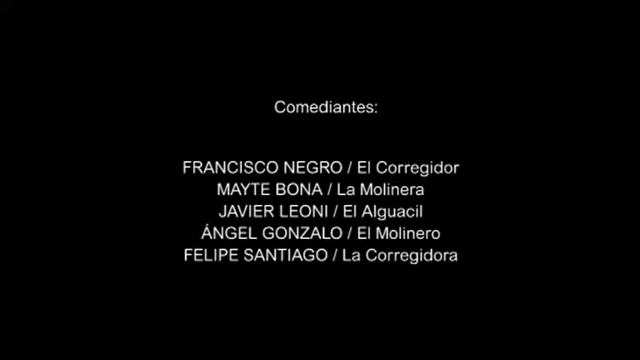 Comediantes:
FRANCISCO NEGRO / El Corregidor
MAYTE BONA / La Molinera
JAVIER LEONI / El Alguacil
ÁNGEL GONZALO / El Molinero
FELIPE SANTIAGO / La Corregidora